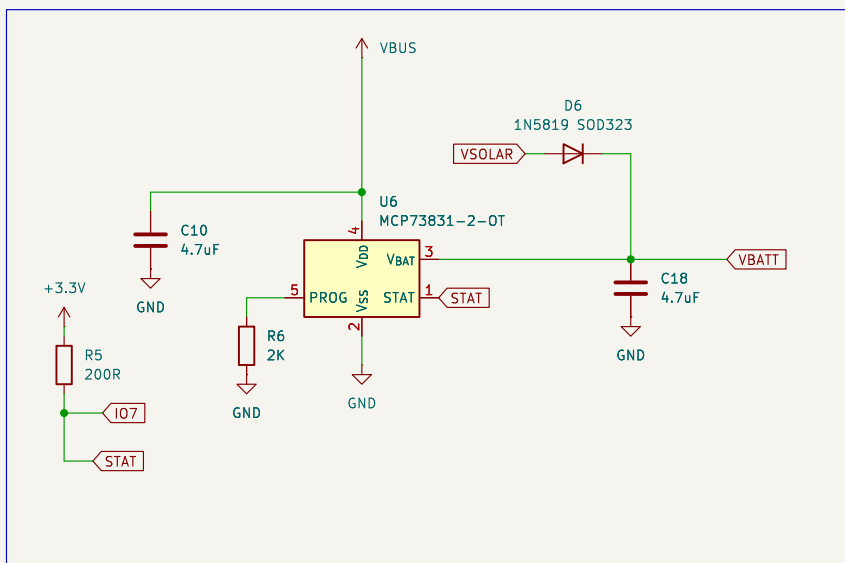 VBUS
D6
1N5819 SOD323
VSOLAR
U6
MCP73831-2-OT
C10
4.7uF
GND
4
VDD
VBAT
3
VBATT
5
PROG
VSS
STAT
1
STAT
2
C18
4.7uF
GND
+3.3V
R5
200R
R6
2K
GND
GND
IO7
STAT